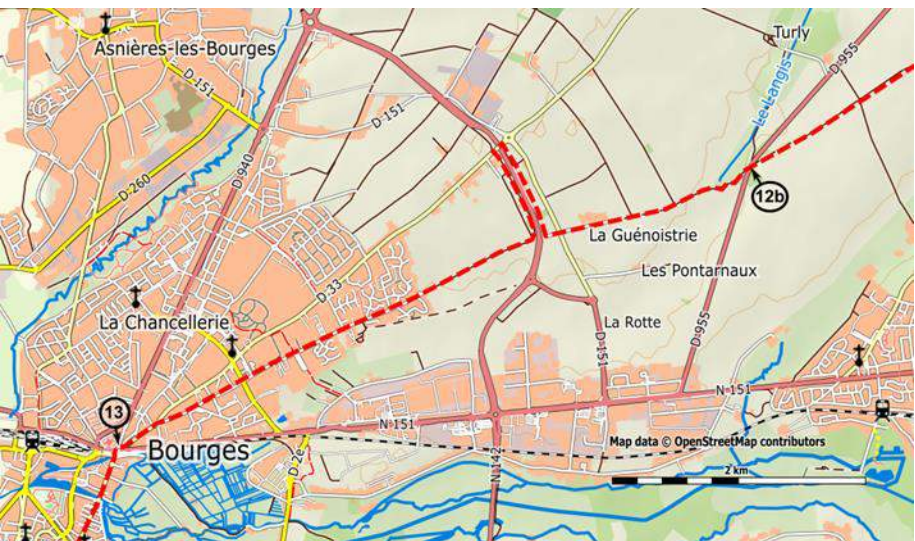 Asnières-les-Bourges
D 151
D 260
D 940
D 151
Turly
D 955
Le Langis
12b
La Guénoistrie
Les Pontarnaux
La Rotte
D 33
La Chancellerie
D 151
D 955
N 151
13
Bourges
N 151
D 2e
N 142
Map data © OpenStreetMap contributors
2 km